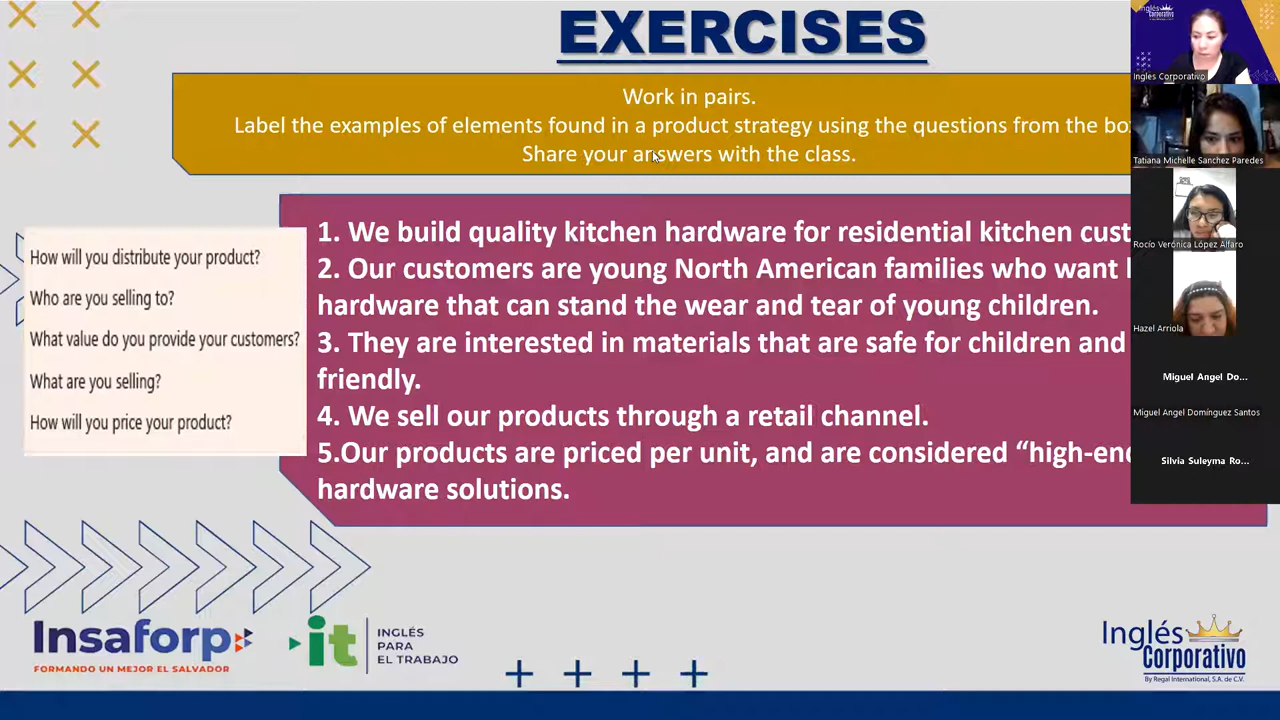 EXERCISES
Work in pairs.
Label the examples of elements found in a product strategy using the questions from the
Share your answers with the class.
How will you distribute your product?
Who are you selling to?
What value do you provide your customers?
What are you selling?
How will you price your product?
1. We build quality kitchen hardware for residential kitchen
2. Our customers are young North American families who want
hardware that can stand the wear and tear of young children.
3. They are interested in materials that are safe for children and
friendly.
4. We sell our products through a retail channel.
5.Our products are priced per unit, and are considered
hardware solutions.
Inglés
Corporativo
Ingles Corporativo
Tatiana Michelle Sanchez Paredes
Rocío Verónica López Alfaro
Hazel Arriola
Miguel Angel Do...
Miguel Angel Domínguez Santos
Silvia Suleyma Ro...
Insaforp
FORMANDO UN MEJOR EL SALVADOR
it
INGLÉS
PARA
EL TRABAJO
Inglés
Corporativo
By Regal International, S.A. de C.V.